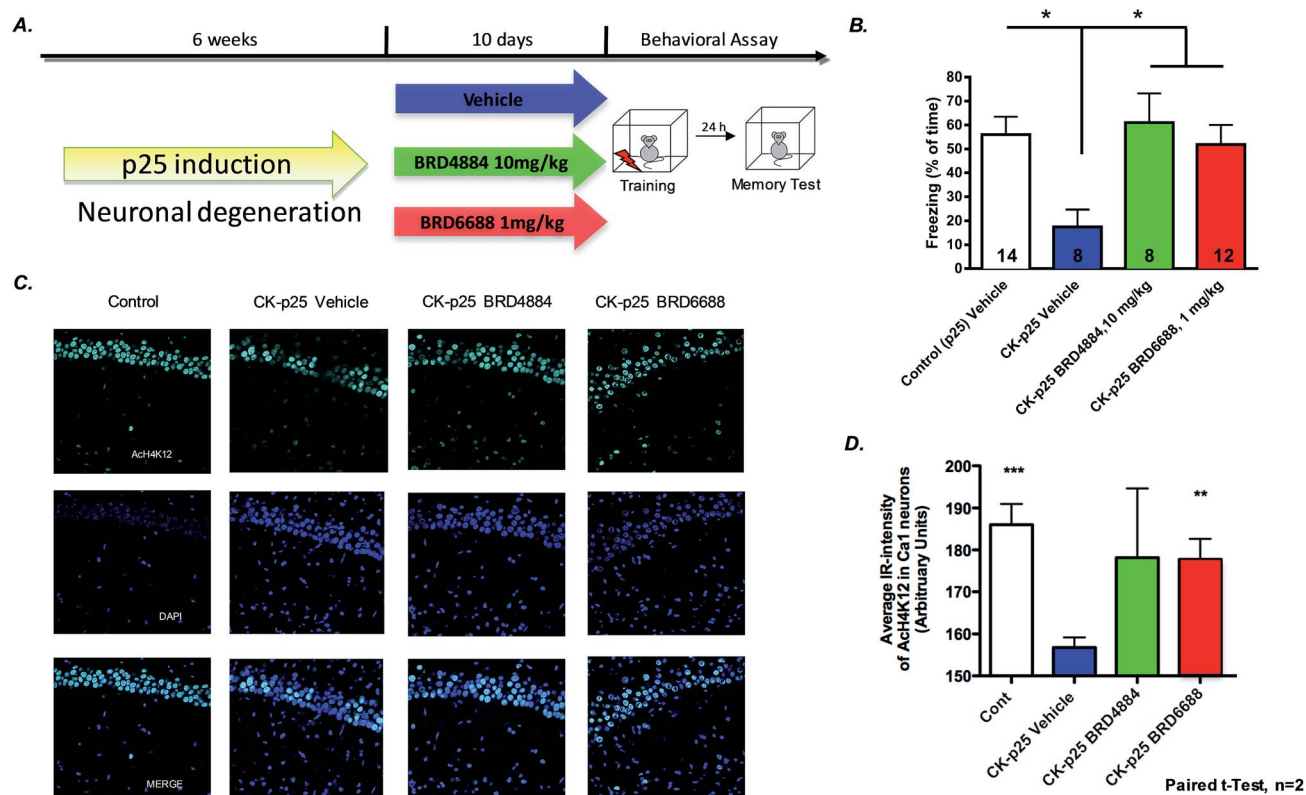 A.
6 weeks
10 days
Behavioral Assay
p25 induction
Neuronal degeneration
Vehicle
BRD4884 10mg/kg
BRD6688 1mg/kg
24 h
Training
Memory Test
B.
*
*
Freezing (% of time)
80
70
60
50
40
30
20
10
0
14
8
8
12
Control (p25) Vehicle
CK-p25 Vehicle
CK-p25 BRD4884, 10 mg/kg
CK-p25 BRD6688, 1 mg/kg
C.
Control
CK-p25 Vehicle
CK-p25 BRD4884
CK-p25 BRD6688
AcH4K12
DAPI
MERGE
D.
Average IR-intensity
of AcH4K12 in Ca1 neurons
(Arbitruary Units)
200
190
180
170
160
150
***
**
Cont
CK-p25 Vehicle
CK-p25 BRD4884
CK-p25 BRD6688
Paired t-Test, n=2